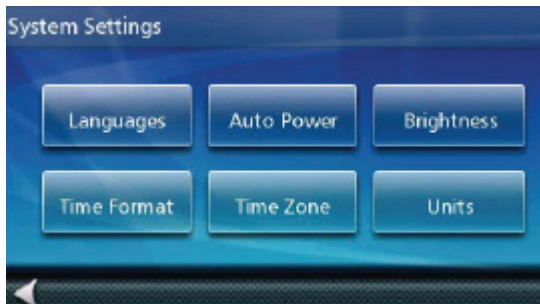 System Settings
Languages Auto Power Brightness
Time Format Time Zone Units